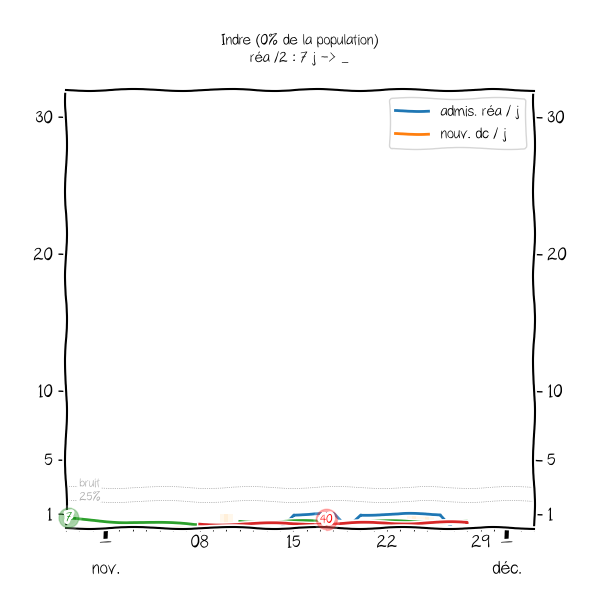 Indre (0% de la population)
réa /2 : 7 j -> _
admis. réa / j
nouv. dc / j
30
30
20
20
10
10
5
5
bruit
25%
1
1
7
40
08
15
22
29
nov.
déc.